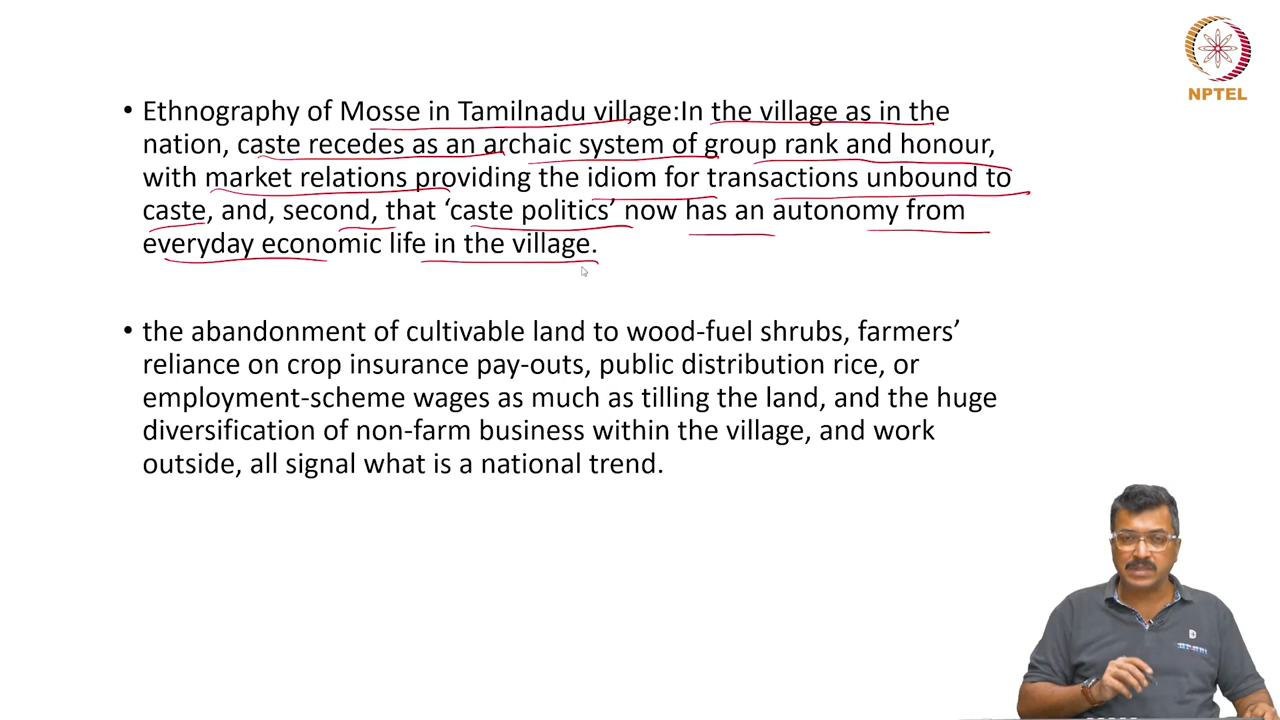 NPTEL
• Ethnography of Mosse in Tamilnadu village:In the village as in the
nation, caste recedes as an archaic system of group rank and honour,
with market relations providing the idiom for transactions unbound to
caste, and, second, that ‘caste politics’ now has an autonomy from
everyday economic life in the village.
• the abandonment of cultivable land to wood-fuel shrubs, farmers’
reliance on crop insurance pay-outs, public distribution rice, or
employment-scheme wages as much as tilling the land, and the huge
diversification of non-farm business within the village, and work
outside, all signal what is a national trend.